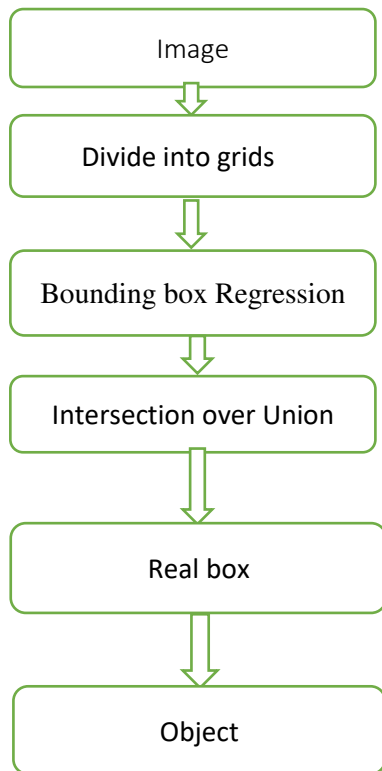 Image
Divide into grids
Bounding box Regression
Intersection over Union
Real box
Object